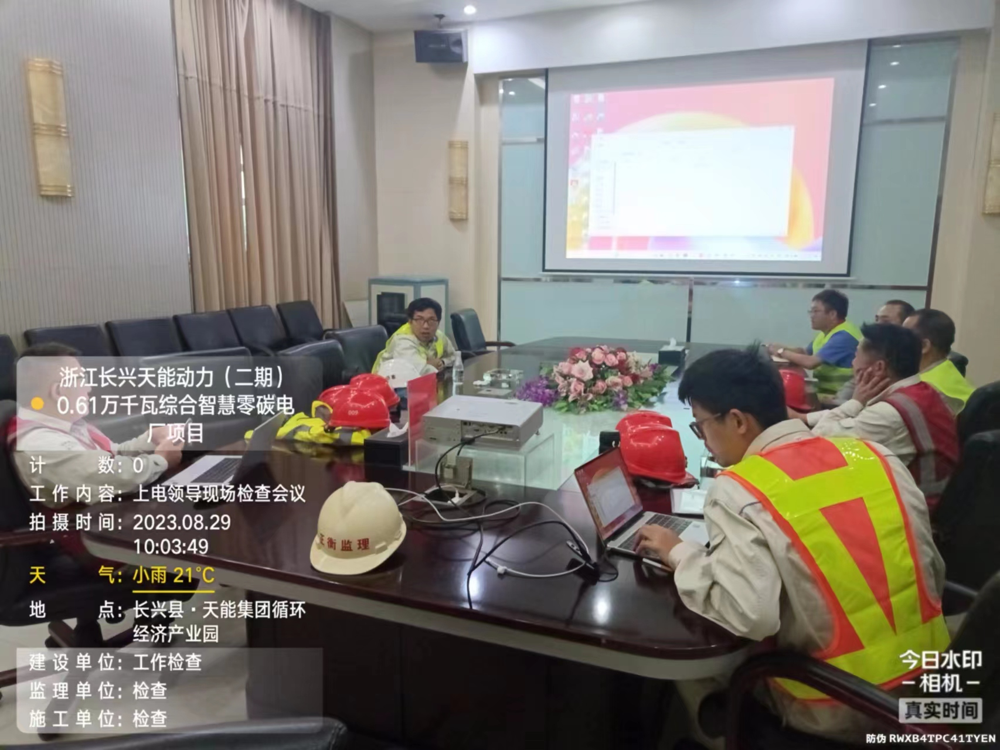 浙江长兴天能动力（二期）
0.61万千瓦综合智慧零碳电
厂项目
计数：0
工作内容：上电领导现场检查会议
拍摄时间：2023.08.29
10:03:49
天气：小雨 21℃
地点：长兴县·天能集团循环
经济产业园
建设单位：工作检查
监理单位：检查
施工单位：检查
009
正衡监理
今日水印
相机
真实时间
防伪 RWXB4TPC41TYEN